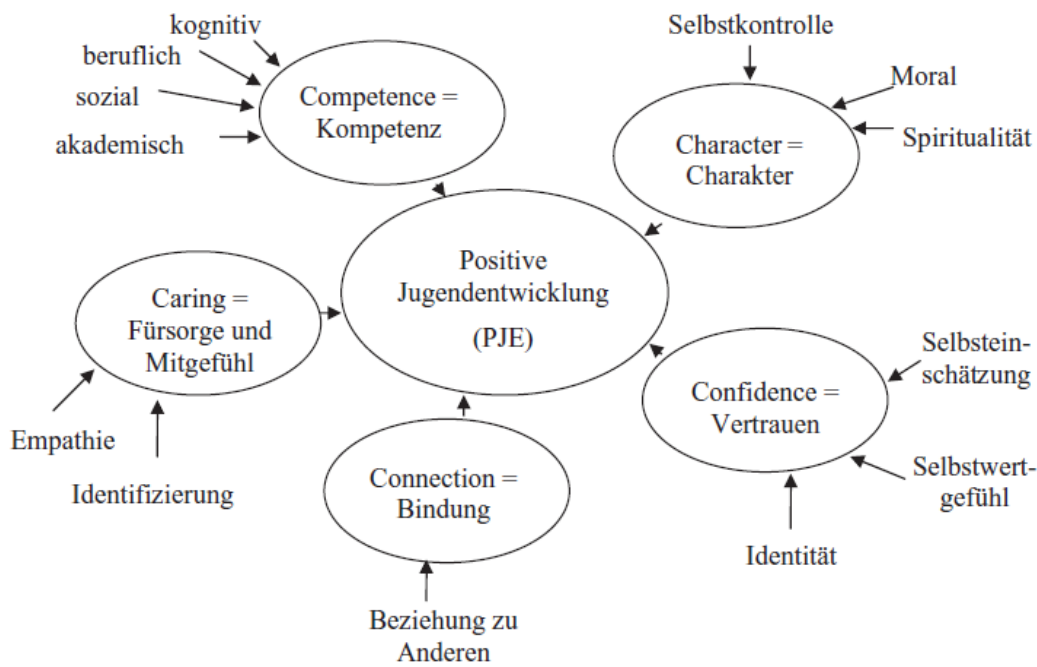 kognitiv
beruflich
sozial
akademisch
Competence =
Kompetenz
Selbstkontrolle
Moral
Spiritualität
Character =
Charakter
Positive
Jugendentwicklung
(PJE)
Caring =
Fürsorge und
Mitgefühl
Empathie
Identifizierung
Connection =
Bindung
Beziehung zu
Anderen
Confidence =
Vertrauen
Selbstein-
schätzung
Selbstwert-
gefühl
Identität